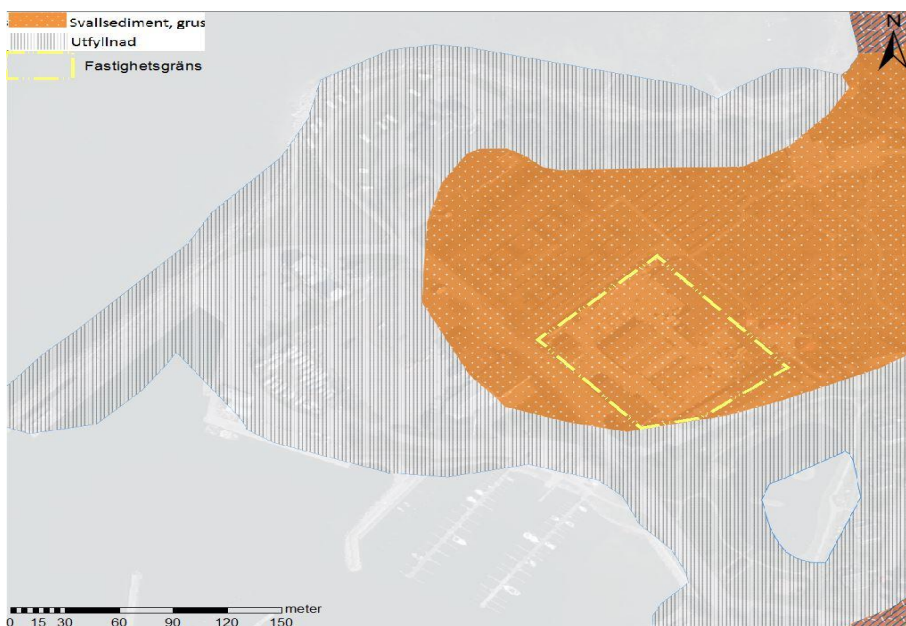 Svallsediment, grus
Utfyllnad
Fastighetsgräns
N
meter
0 15 30 60 90 120 150